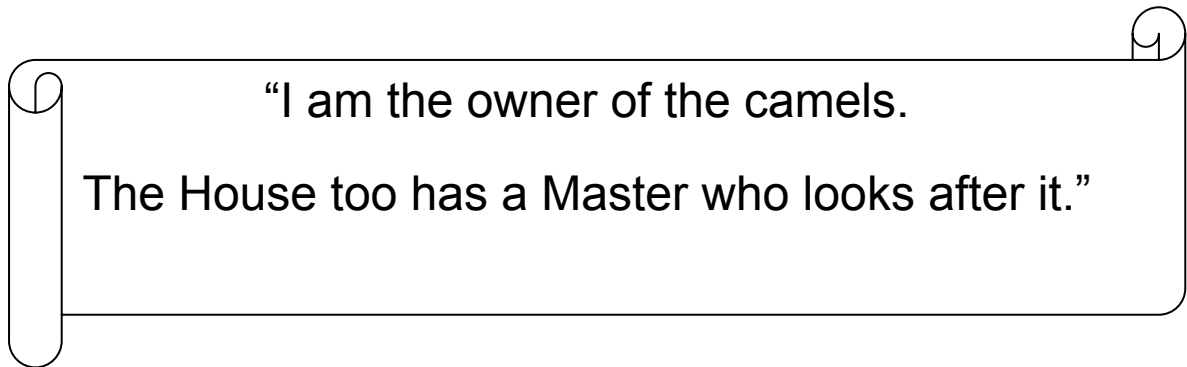 “I am the owner of the camels.
The House too has a Master who looks after it.”